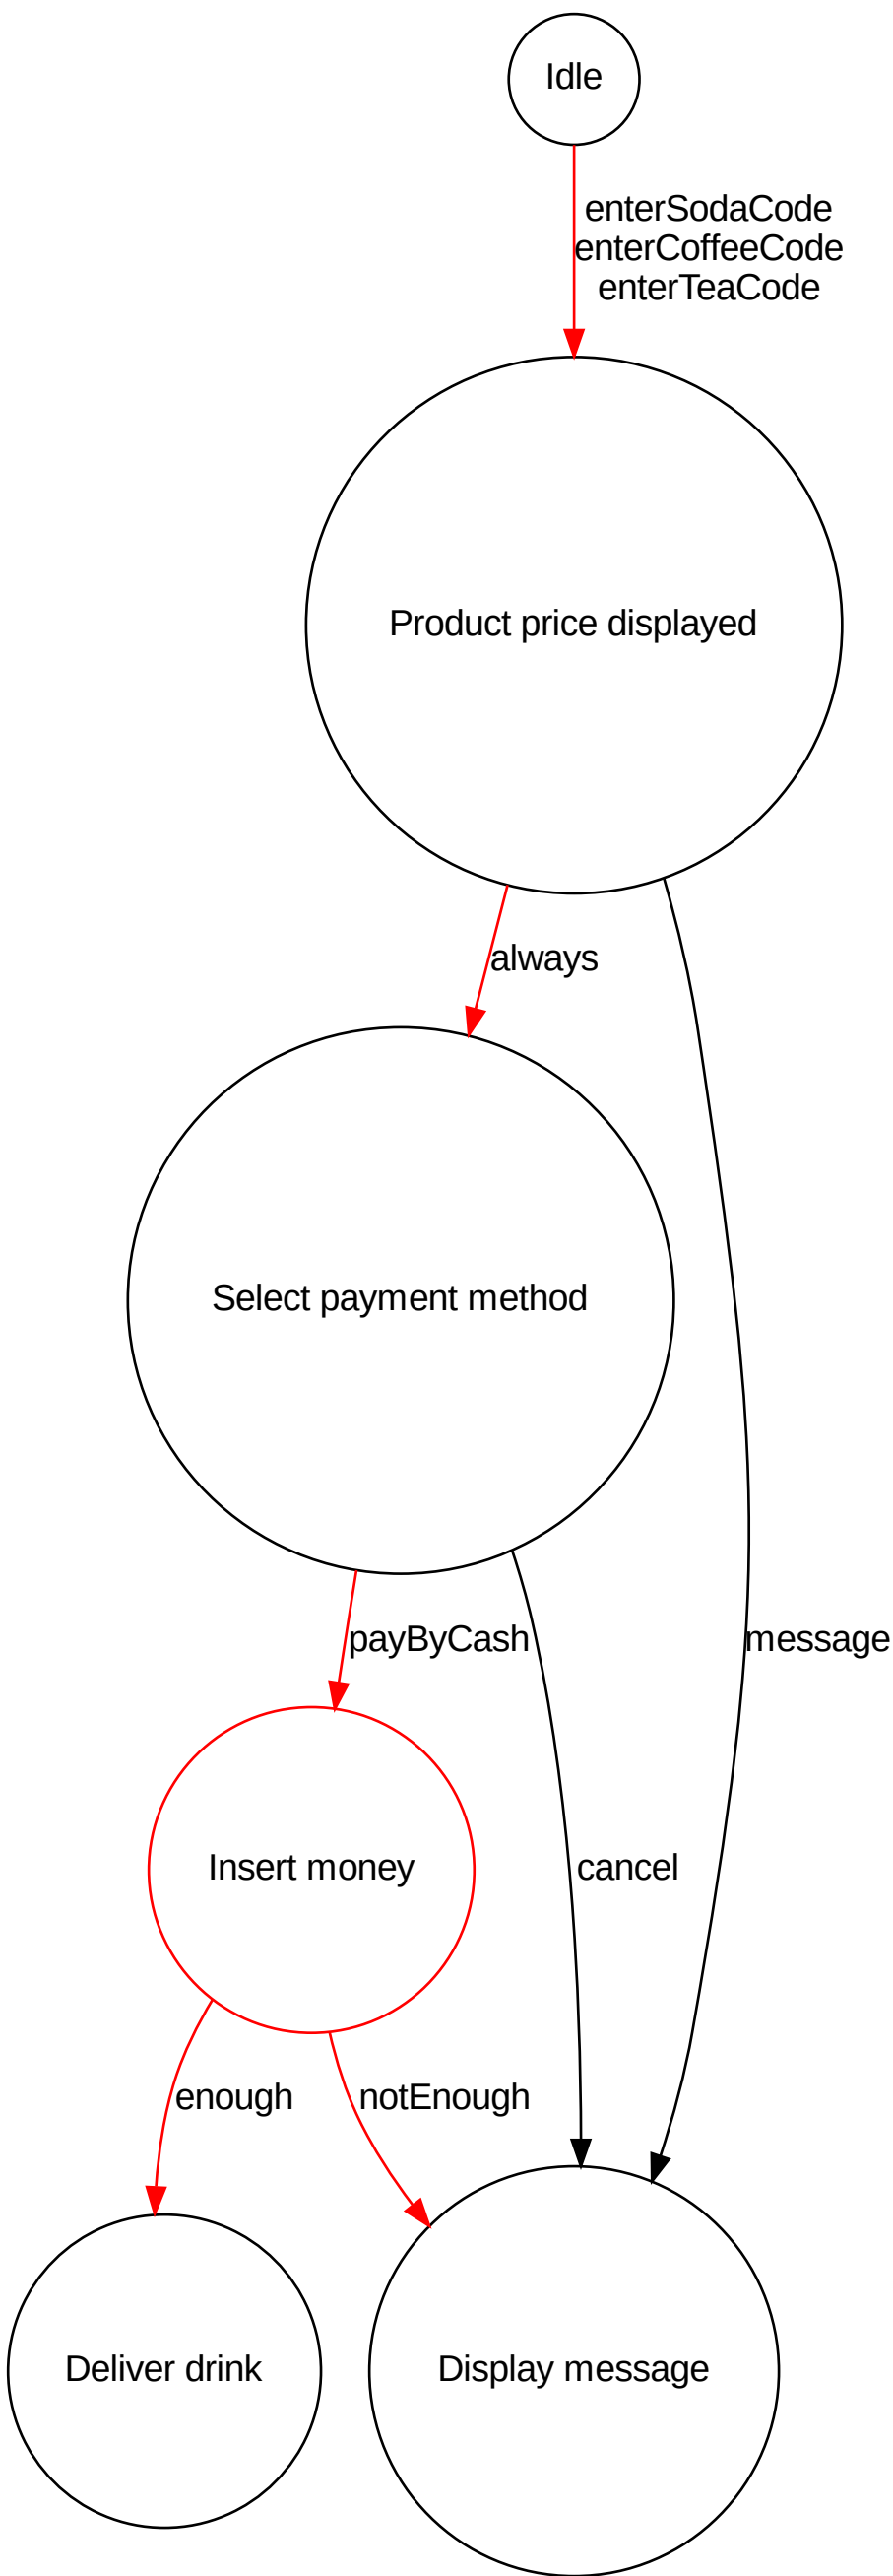 Idle
enterSodaCode
enterCoffeeCode
enterTeaCode
Product price displayed
always
Select payment method
payByCash
message
Insert money
cancel
enough
notEnough
Deliver drink
Display message